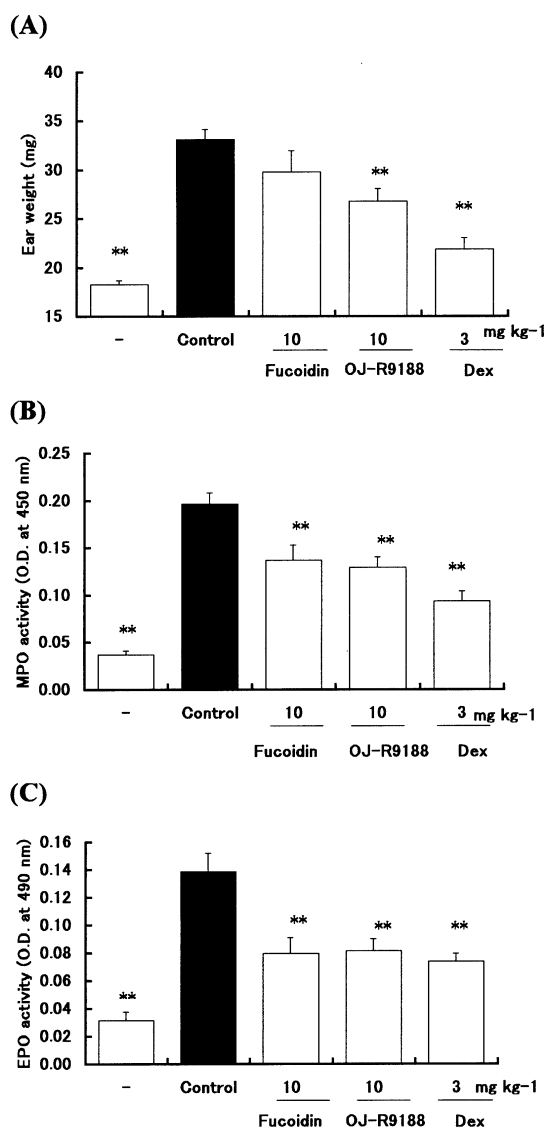 (A)
Ear weight (mg)
40
35
30
25
20
15
**
**
**
- Control 10 10 3 mg kg-1
Fucoidin OJ-R9188 Dex
(B)
MPO activity (O.D. at 450 nm)
0.25
0.20
0.15
0.10
0.05
0.00
**
**
**
**
- Control 10 10 3 mg kg-1
Fucoidin OJ-R9188 Dex
(C)
EPO activity (O.D. at 490 nm)
0.16
0.14
0.12
0.10
0.08
0.06
0.04
0.02
0.00
**
**
**
**
- Control 10 10 3 mg kg-1
Fucoidin OJ-R9188 Dex